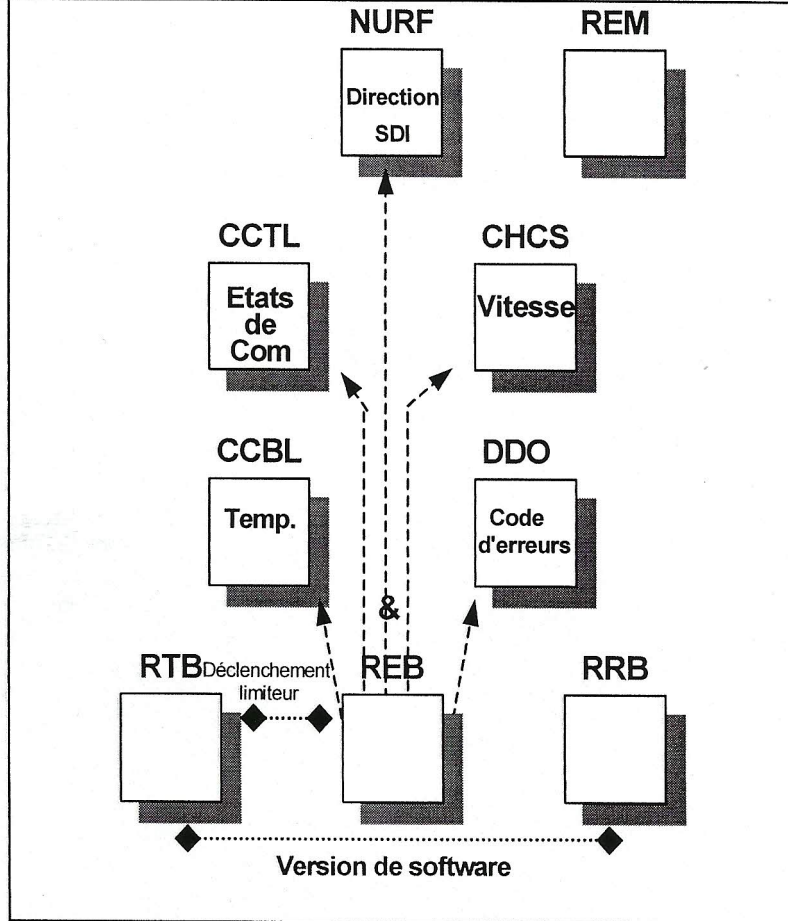 NURF
REM
Direction
SDI
CCTL
CHCS
Etats
de
Com
Vitesse
CCBL
DDO
Temp.
Code
d'erreurs
&
RTB
Déclenchement
limiteur
REB
RRB
Version de software